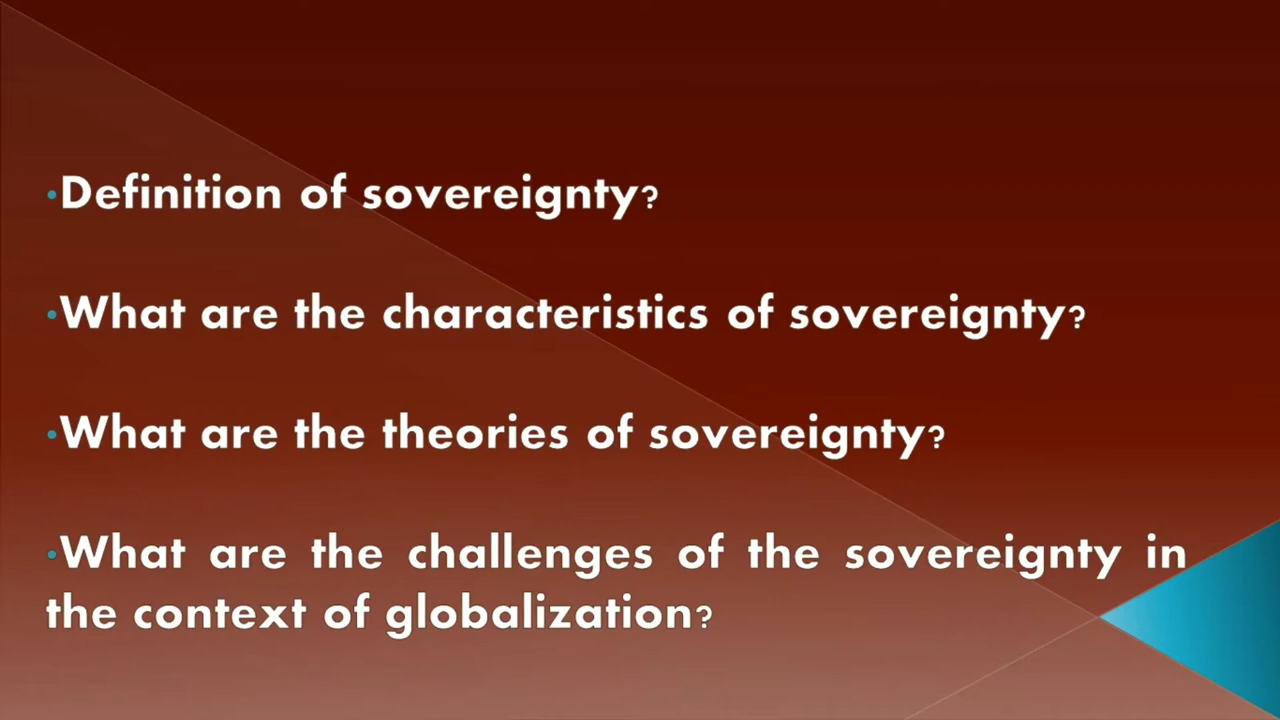 •Definition of sovereignty?
•What are the characteristics of sovereignty?
•What are the theories of sovereignty?
•What are the challenges of the sovereignty in
the context of globalization?